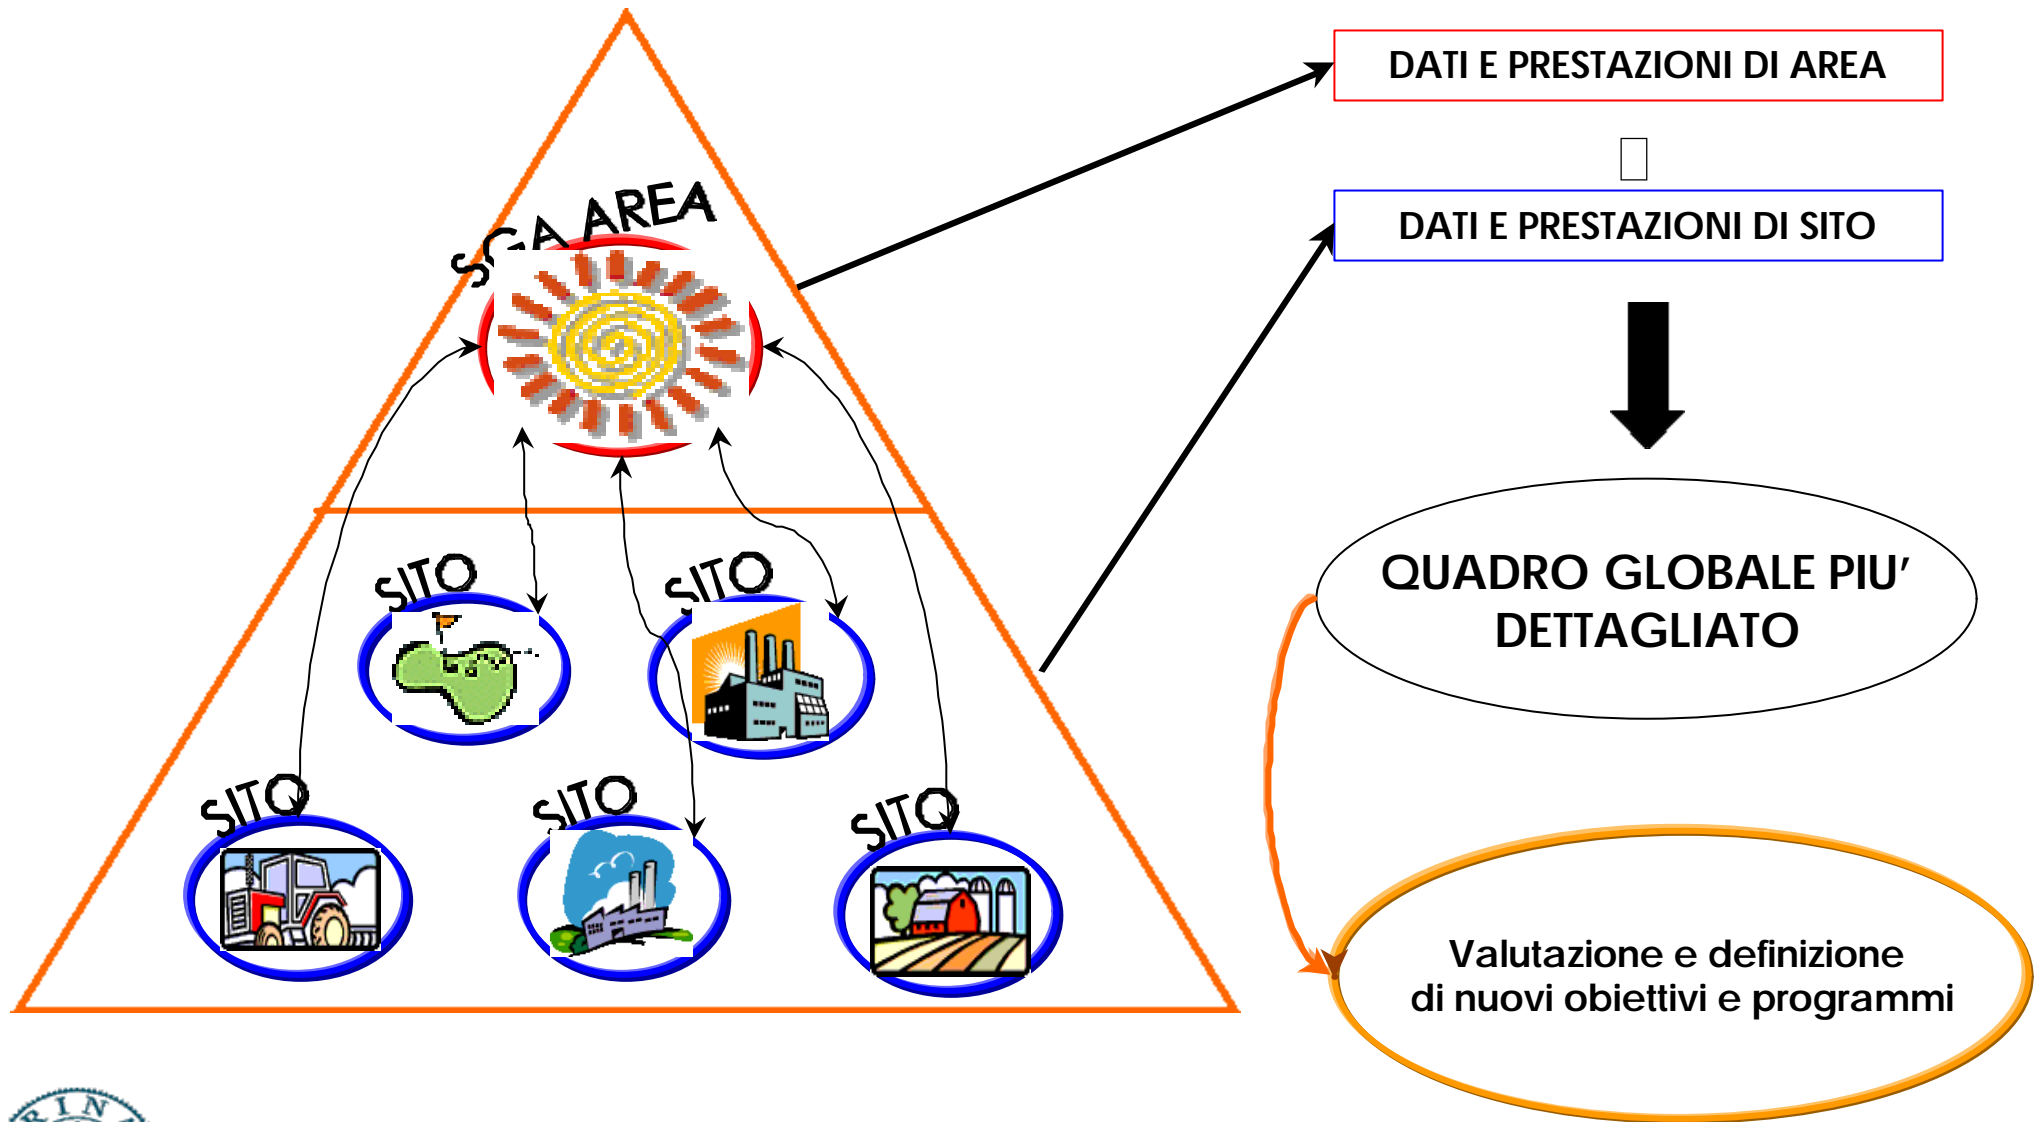 DATI E PRESTAZIONI DI AREA
DATI E PRESTAZIONI DI SITO
SGA AREA
QUADRO GLOBALE PIU’
DETTAGLIATO
SITO
SITO
SITO
SITO
SITO
Valutazione e definizione
di nuovi obiettivi e programmi
RIN